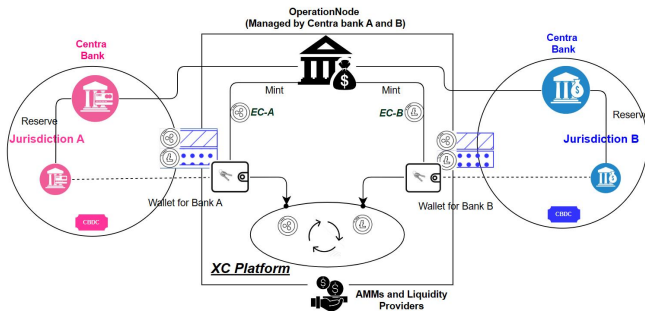 OperationNode
(Managed by Centra bank A and B)
Centra
Bank
Centra
Bank
Mint
Mint
EC-A
EC-B
Reserve
Reserve
Jurisdiction A
Jurisdiction B
Wallet for Bank A
Wallet for Bank B
CBDC
CBDC
XC Platform
AMMs and Liquidity
Providers